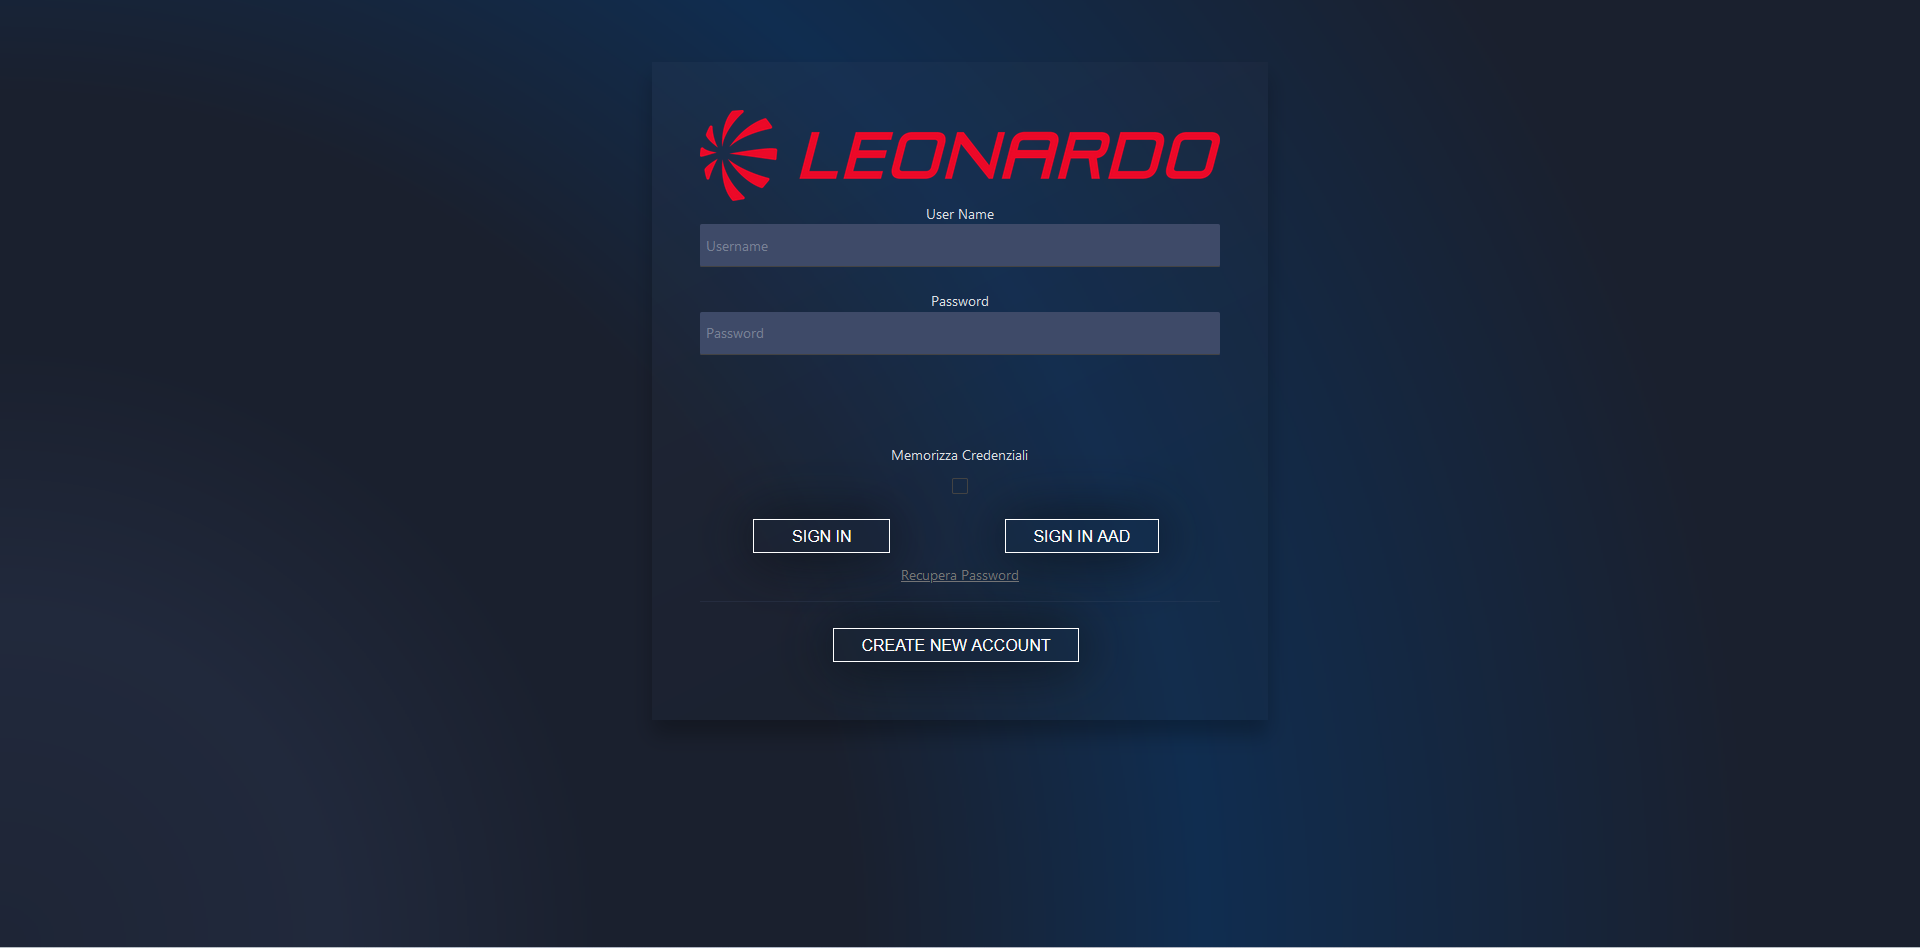 LEONARDO
User Name
Username
Password
Password
Memorizza Credenziali
SIGN IN
SIGN IN AAD
Recupera Password
CREATE NEW ACCOUNT